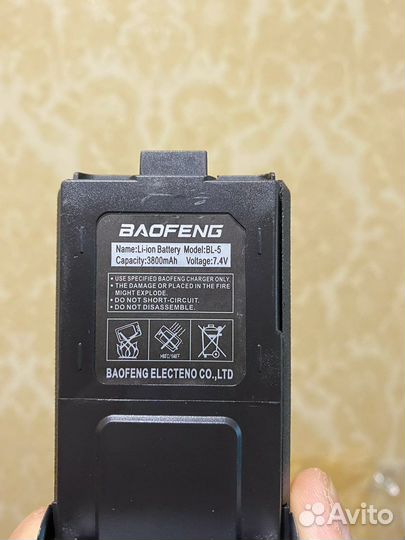 BAOFENG
Name:Li-ion Battery Model:BL-5
Capacity:3800mAh Voltage:7.4V
• USE SPECIFIED BAOFENG CHARGER ONLY
• THE DAMAGE OR PLACED IN THE FIRE
MIGHT EXPLODE.
• DO NOT SHORT-CIRCUIT.
• DO NOT DISASSEMBLE.
BAOFENG ELECTENO CO.,LTD
Avito